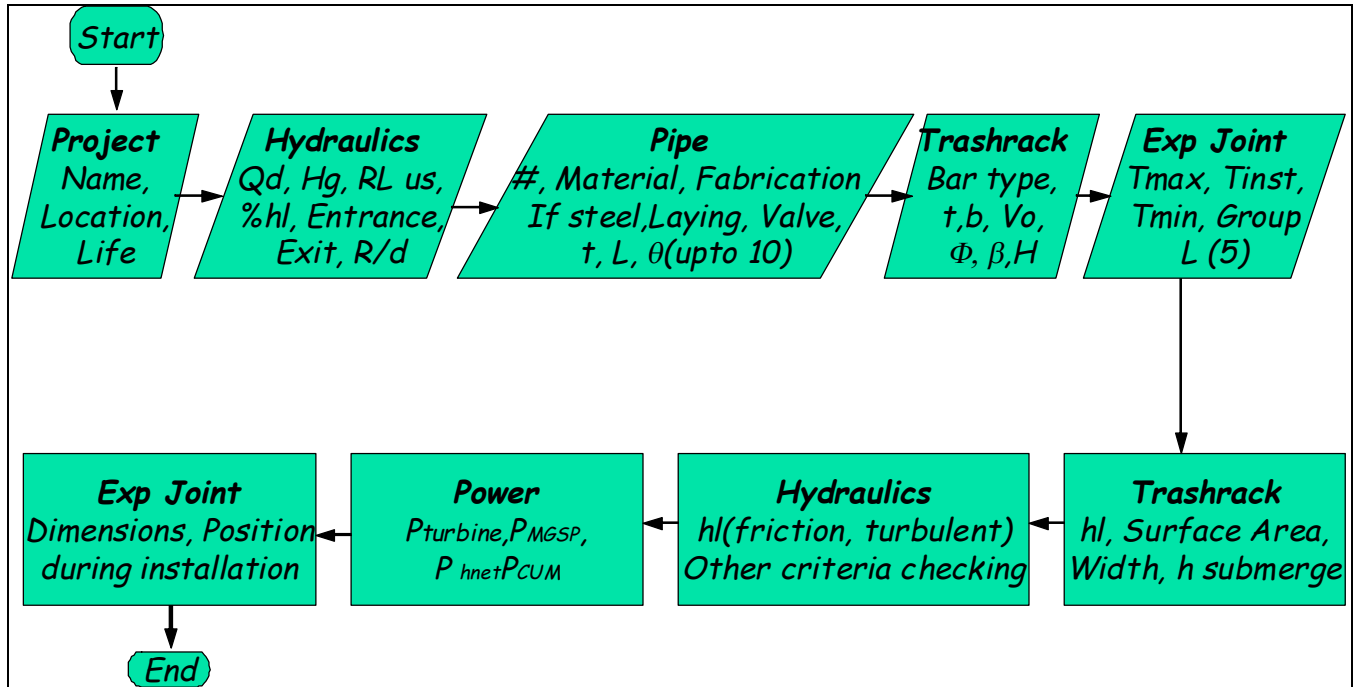 Start
Project
Name,
Location,
Life
Hydraulics
Qd, Hg, RL us,
%hl, Entrance,
Exit, R/d
Pipe
#, Material, Fabrication
If steel,Laying, Valve,
t, L, θ(upto 10)
Trashrack
Bar type,
t,b, Vo,
Φ, β,H
Exp Joint
Tmax, Tinst,
Tmin, Group
L (5)
Trashrack
hl, Surface Area,
Width, h submerge
Hydraulics
hl(friction, turbulent)
Other criteria checking
Power
Pturbine,PMGSP,
P hnetPCUM
Exp Joint
Dimensions, Position
during installation
End